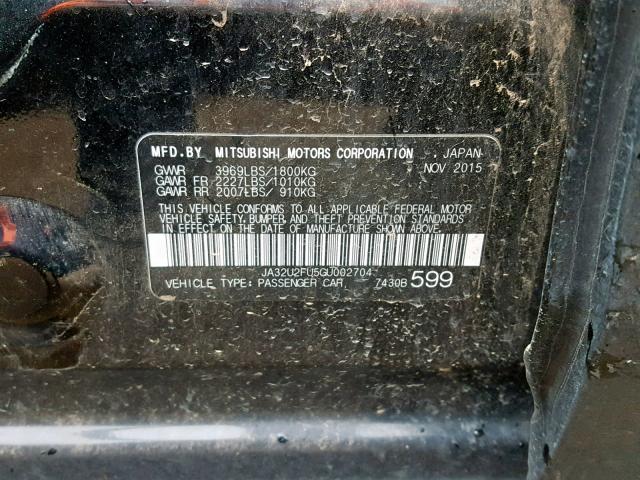 MFD.BY MITSUBISHI MOTORS CORPORATION , JAPAN
GVWR 3969LBS/1800KG NOV 2015
GAWR FR 2227LBS/1010KG
GAWR RR 2007LBS/ 910KG
THIS VEHICLE CONFORMS TO ALL APPLICABLE FEDERAL MOTOR
VEHICLE SAFETY, BUMPER, AND THEFT PREVENTION STANDARDS
IN EFFECT ON THE DATE OF MANUFACTURE SHOWN ABOVE.
JA32U2FU5GU002704
VEHICLE TYPE: PASSENGER CAR 7430B 599